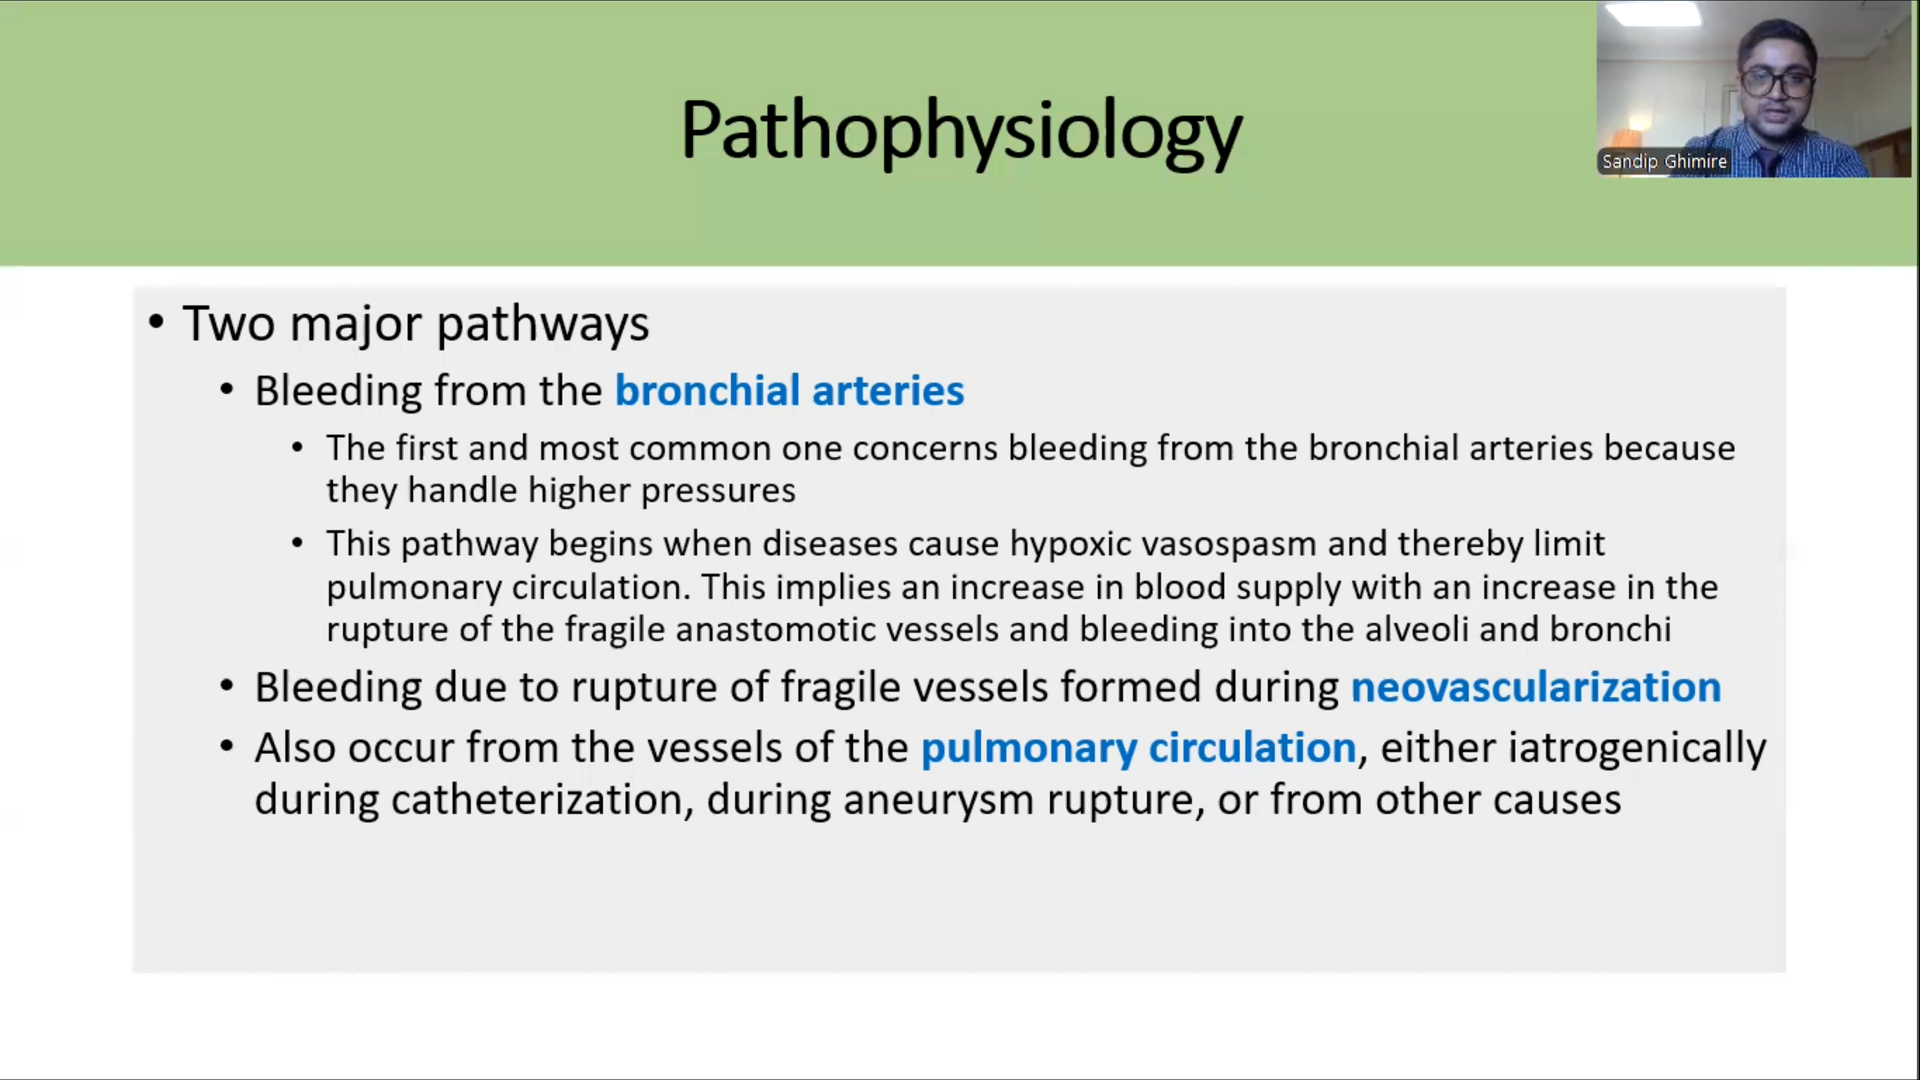 Pathophysiology
Sandip Ghimire
• Two major pathways
• Bleeding from the bronchial arteries
• The first and most common one concerns bleeding from the bronchial arteries because
they handle higher pressures
• This pathway begins when diseases cause hypoxic vasospasm and thereby limit
pulmonary circulation. This implies an increase in blood supply with an increase in the
rupture of the fragile anastomotic vessels and bleeding into the alveoli and bronchi
• Bleeding due to rupture of fragile vessels formed during neovascularization
• Also occur from the vessels of the pulmonary circulation, either iatrogenically
during catheterization, during aneurysm rupture, or from other causes